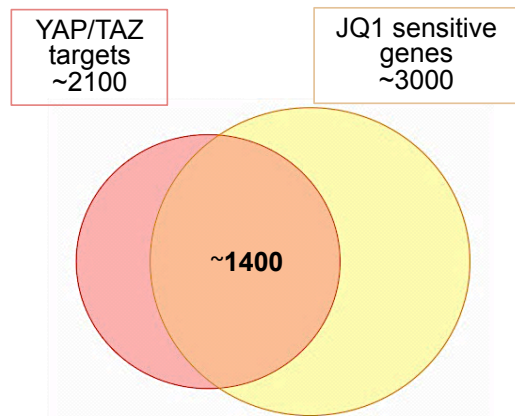 YAP/TAZ
targets
~2100
JQ1 sensitive
genes
~3000
~1400